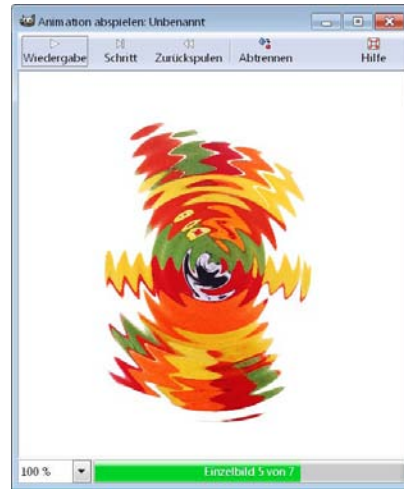 Animation abspielen: Unbenannt
Wiedergabe Schritt Zurückspulen Abtrennen Hilfe
100 % Einzelbild 5 von 7